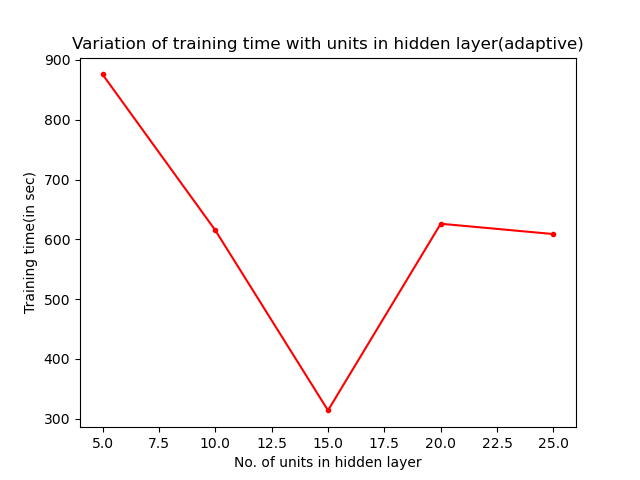 Variation of training time with units in hidden layer(adaptive)
900
800
700
600
500
400
300
Training time(in sec)
5.0 7.5 10.0 12.5 15.0 17.5 20.0 22.5 25.0
No. of units in hidden layer